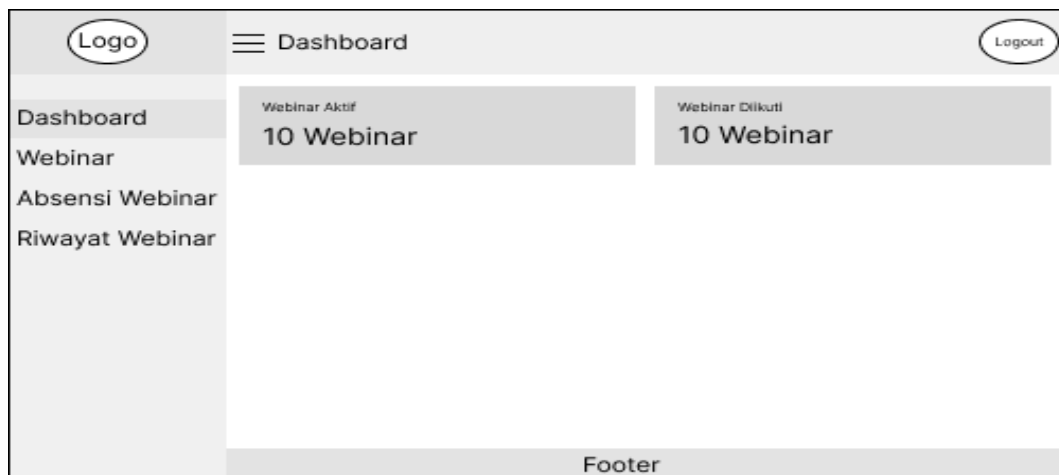 Logo
Dashboard
Logout
Dashboard
Webinar
Absensi Webinar
Riwayat Webinar
Webinar Aktif
10 Webinar
Webinar Diikuti
10 Webinar
Footer